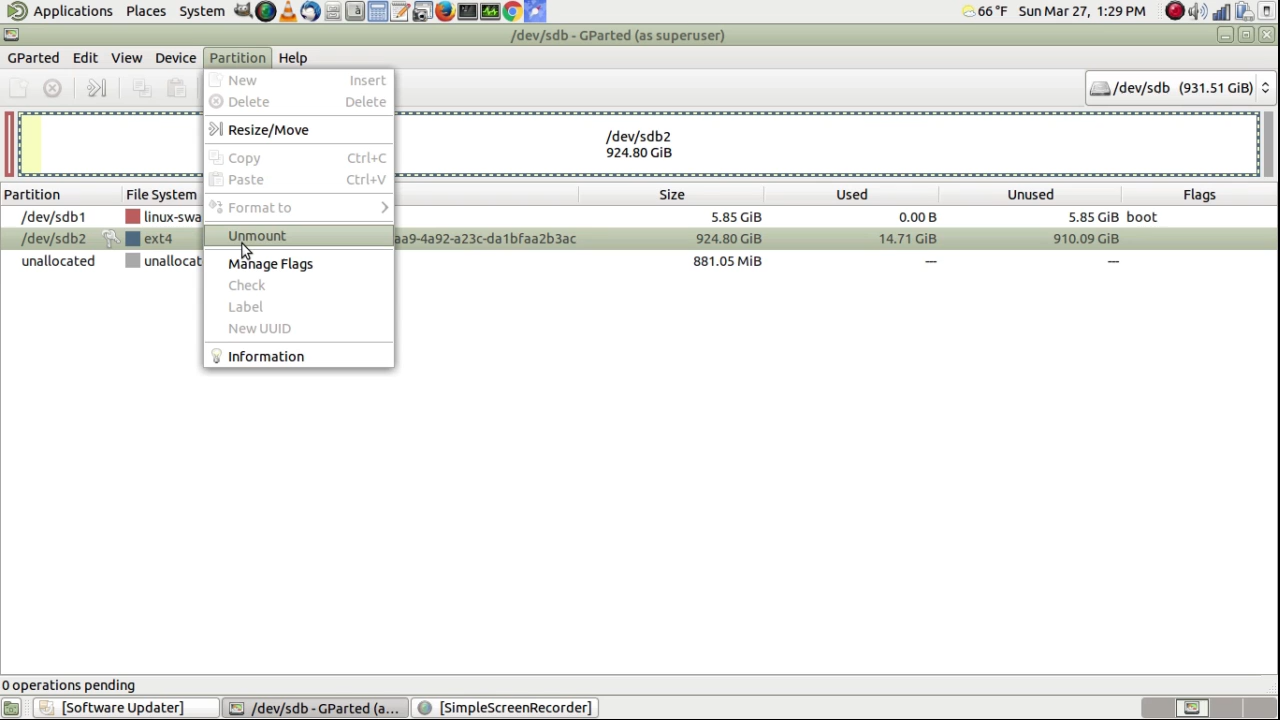 Applications Places System 66 °F Sun Mar 27, 1:29 PM
/dev/sdb - GParted (as superuser)
GParted Edit View Device Partition Help
/dev/sdb (931.51 GiB)
New Insert
Delete Delete
Resize/Move
Copy Ctrl+C
Paste Ctrl+V
Format to
Unmount
Manage Flags
Check
Label
New UUID
Information
/dev/sdb2
924.80 GiB
Partition File System Size Used Unused Flags
/dev/sdb1 linux-swa 5.85 GiB 0.00 B 5.85 GiB boot
/dev/sdb2 ext4 aa9-4a92-a23c-da1bfaa2b3ac 924.80 GiB 14.71 GiB 910.09 GiB
unallocated unallocat 881.05 MiB --- ---
0 operations pending
[Software Updater] /dev/sdb - GParted (a... [SimpleScreenRecorder]